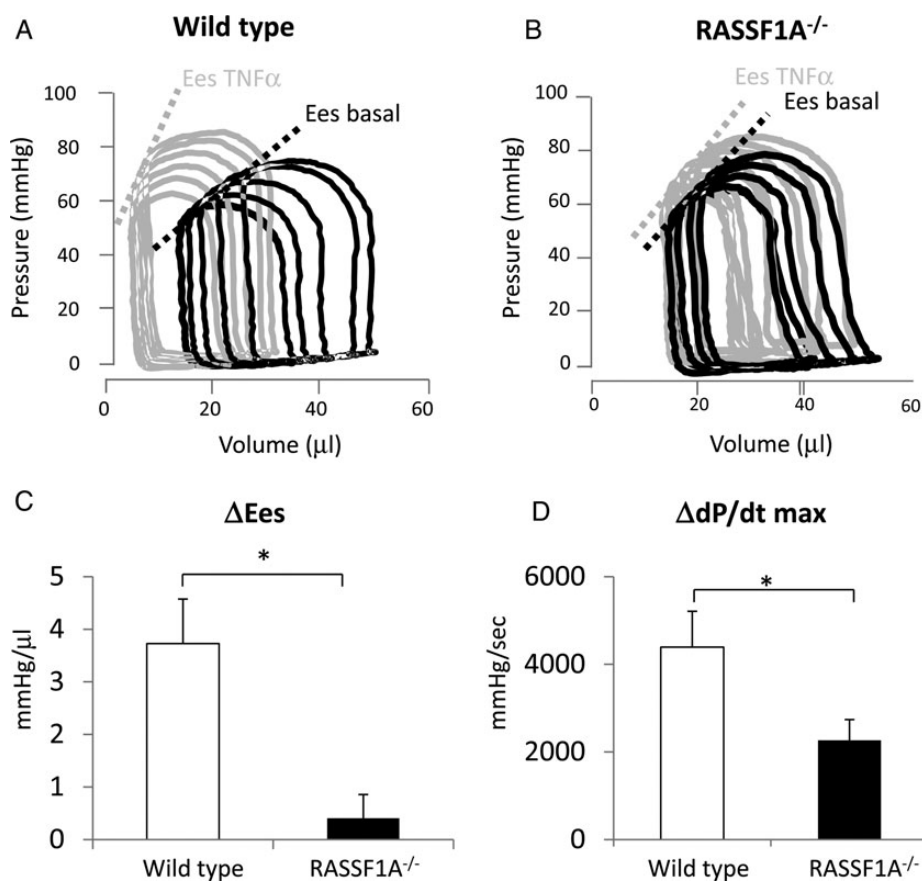 A
Wild type
Ees TNFα
Ees basal
100
80
60
40
20
0
Pressure (mmHg)
0
20
40
60
Volume (μl)
B
RASSF1A-/-
Ees TNFα
Ees basal
100
80
60
40
20
0
Pressure (mmHg)
0
20
40
60
Volume (μl)
C
ΔEes
*
5
4
3
2
1
0
mmHg/μl
Wild type
RASSF1A-/-
D
ΔdP/dt max
*
6000
4000
2000
0
mmHg/sec
Wild type
RASSF1A-/-